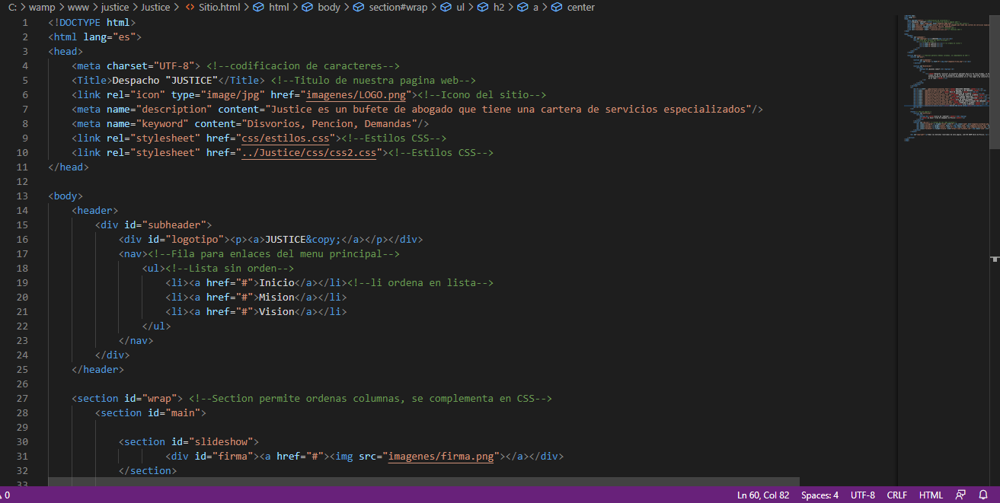 C: > wamp > www > justice > Justice > <> Sitio.html > html > body > section#wrap > ul > h2 > a > center
1 <!DOCTYPE html>
2 <html lang="es">
3 <head>
4 <meta charset="UTF-8"> <!--codificacion de caracteres-->
5 <Title>Despacho "JUSTICE"</Title> <!--Titulo de nuestra pagina web-->
6 <link rel="icon" type="image/jpg" href="imagenes/LOGO.png"><!--Icono del sitio-->
7 <meta name="description" content="Justice es un bufete de abogado que tiene una cartera de servicios especializados"/>
8 <meta name="keyword" content="Disvorios, Pencion, Demandas"/>
9 <link rel="stylesheet" href="css/estilos.css"><!--Estilos CSS-->
10 <link rel="stylesheet" href="../Justice/css/css2.css"><!--Estilos CSS-->
11 </head>
12
13 <body>
14 <header>
15 <div id="subheader">
16 <div id="logotipo"><p><a>JUSTICE&copy;</a></p></div>
17 <nav><!--Fila para enlaces del menu principal-->
18 <ul><!--Lista sin orden-->
19 <li><a href="#">Inicio</a></li><!--li ordena en lista-->
20 <li><a href="#">Mision</a></li>
21 <li><a href="#">Vision</a></li>
22 </ul>
23 </nav>
24 </div>
25 </header>
26
27 <section id="wrap"> <!--Section permite ordenas columnas, se complementa en CSS-->
28 <section id="main">
29
30 <section id="slideshow">
31 <div id="firma"><a href="#"><img src="imagenes/firma.png"></a></div>
32 </section>
33
0 Ln 60, Col 82 Spaces: 4 UTF-8 CRLF HTML